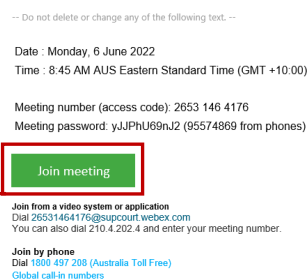 -- Do not delete or change any of the following text. --
Date : Monday, 6 June 2022
Time : 8:45 AM AUS Eastern Standard Time (GMT +10:00)
Meeting number (access code): 2653 146 4176
Meeting password: yJJPhU69nJ2 (95574869 from phones)
Join meeting
Join from a video system or application
Dial 26531464176@supcourt.webex.com
You can also dial 210.4.202.4 and enter your meeting number.
Join by phone
Dial 1800 497 208 (Australia Toll Free)
Global call-in numbers